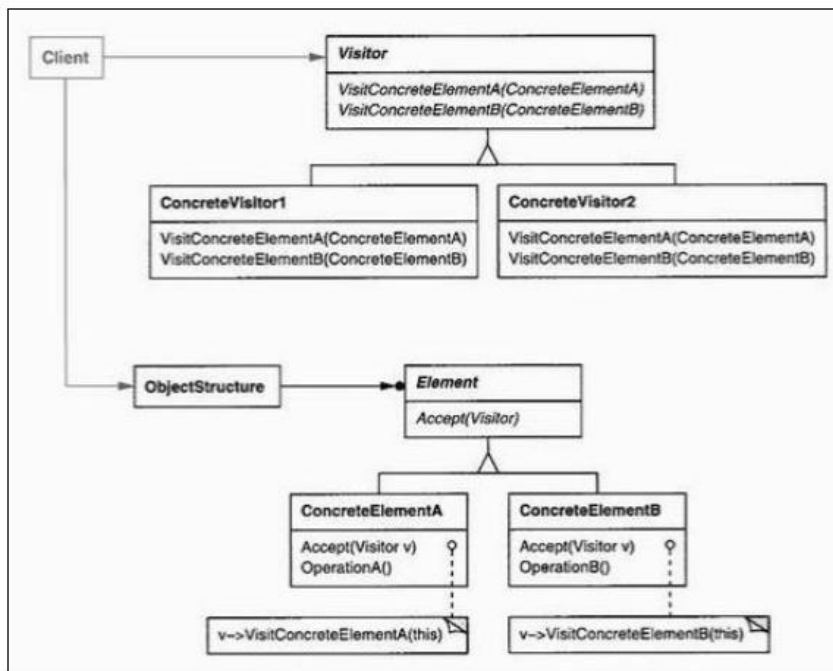 Client
Visitor
VisitConcreteElementA(ConcreteElementA)
VisitConcreteElementB(ConcreteElementB)
ConcreteVisitor1
VisitConcreteElementA(ConcreteElementA)
VisitConcreteElementB(ConcreteElementB)
ConcreteVisitor2
VisitConcreteElementA(ConcreteElementA)
VisitConcreteElementB(ConcreteElementB)
ObjectStructure
Element
Accept(Visitor)
ConcreteElementA
Accept(Visitor v)
OperationA()
ConcreteElementB
Accept(Visitor v)
OperationB()
v->VisitConcreteElementA(this)
v->VisitConcreteElementB(this)